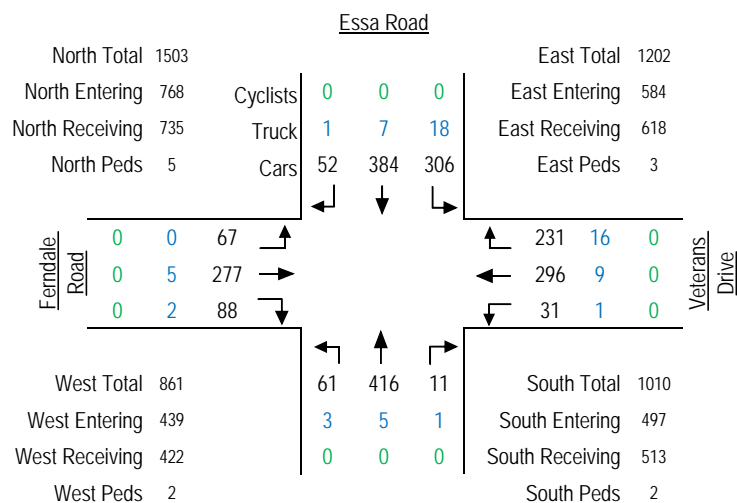 Essa Road
North Total 1503
East Total 1202
North Entering 768
Cyclists 0 0 0
East Entering 584
North Receiving 735
Truck 1 7 18
East Receiving 618
North Peds 5
Cars 52 384 306
East Peds 3
Ferndale
Road
0 0 67
0 5 277
0 2 88
231 16 0
296 9 0
31 1 0
Veterans
Drive
West Total 861
61 416 11
South Total 1010
West Entering 439
3 5 1
South Entering 497
West Receiving 422
0 0 0
South Receiving 513
West Peds 2
South Peds 2